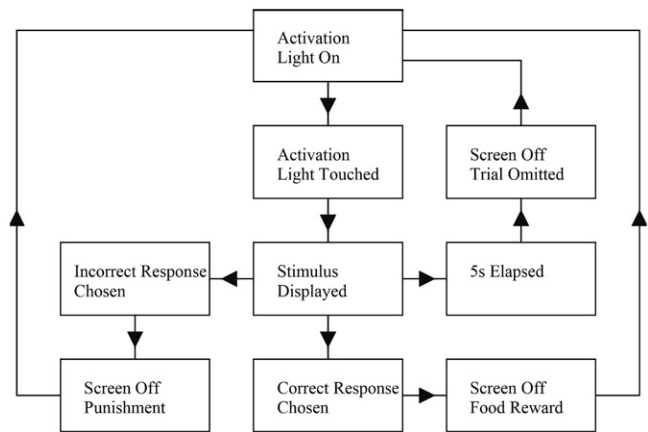 Activation
Light On
Activation
Light Touched
Screen Off
Trial Omitted
Incorrect Response
Chosen
Stimulus
Displayed
5s Elapsed
Screen Off
Punishment
Correct Response
Chosen
Screen Off
Food Reward